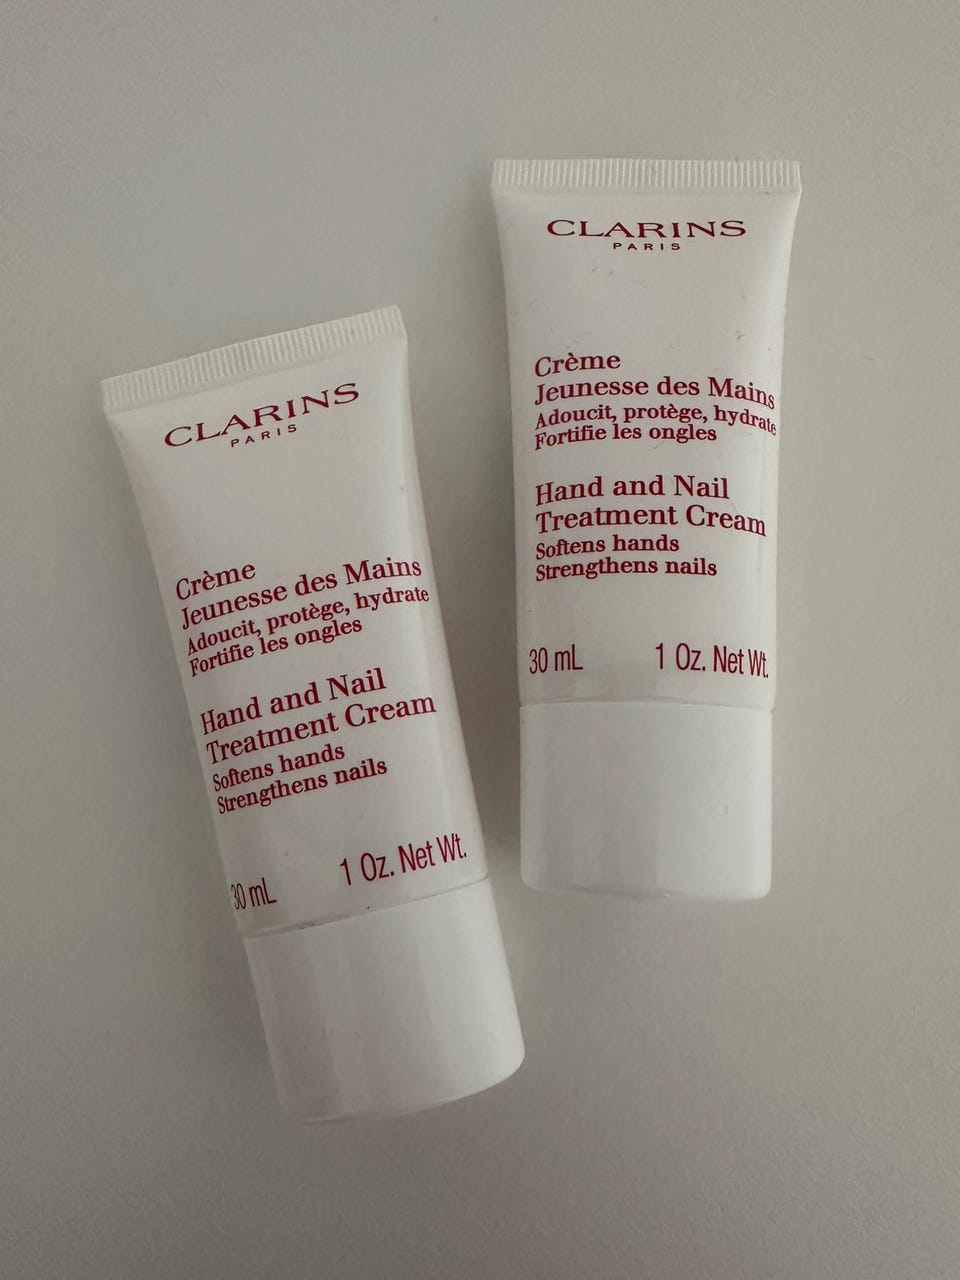 CLARINS
PARIS
Crème
Jeunesse des Mains
Adoucit, protège, hydrate
Fortifie les ongles
Hand and Nail
Treatment Cream
Softens hands
Strengthens nails
30 mL 1 Oz. Net Wt.
CLARINS
PARIS
Crème
Jeunesse des Mains
Adoucit, protège, hydrate
Fortifie les ongles
Hand and Nail
Treatment Cream
Softens hands
Strengthens nails
30 mL 1 Oz. Net Wt.